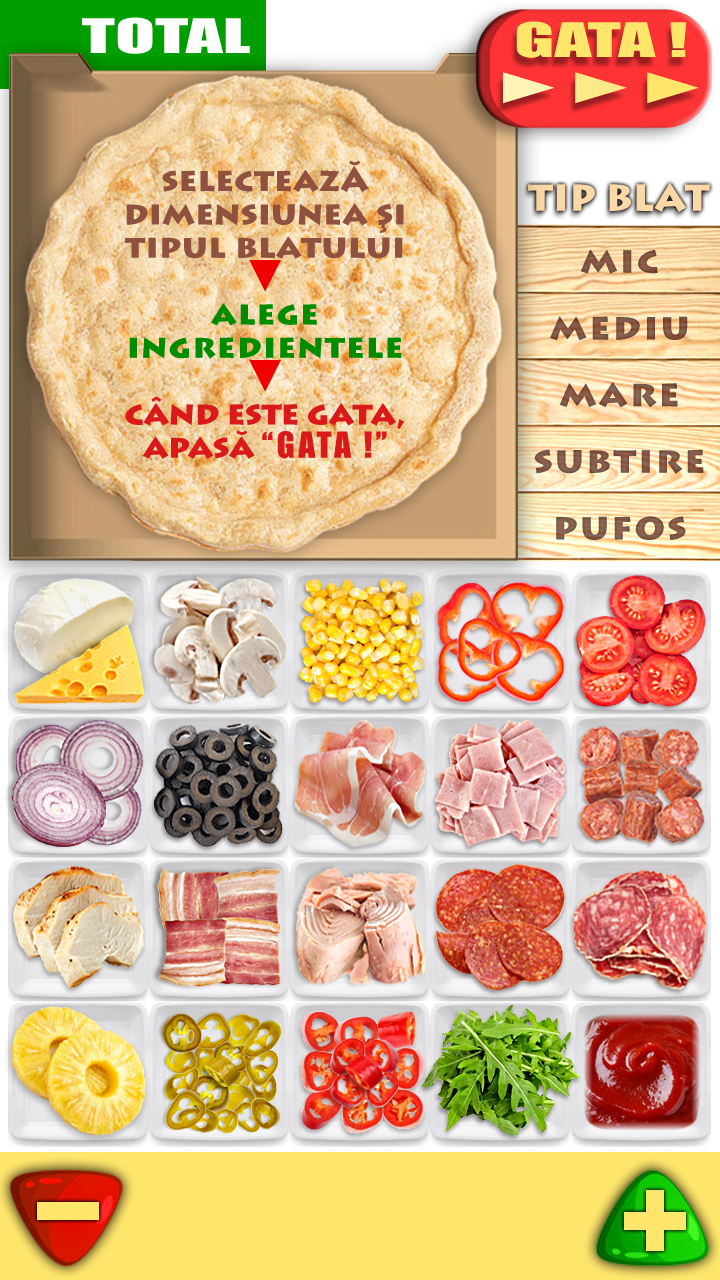 TOTAL
GATA !
SELECTEAZĂ
DIMENSIUNEA ŞI
TIPUL BLATULUI
ALEGE
INGREDIENTELE
CÂND ESTE GATA,
APASĂ “GATA !”
TIP BLAT
MIC
MEDIU
MARE
SUBTIRE
PUFOS